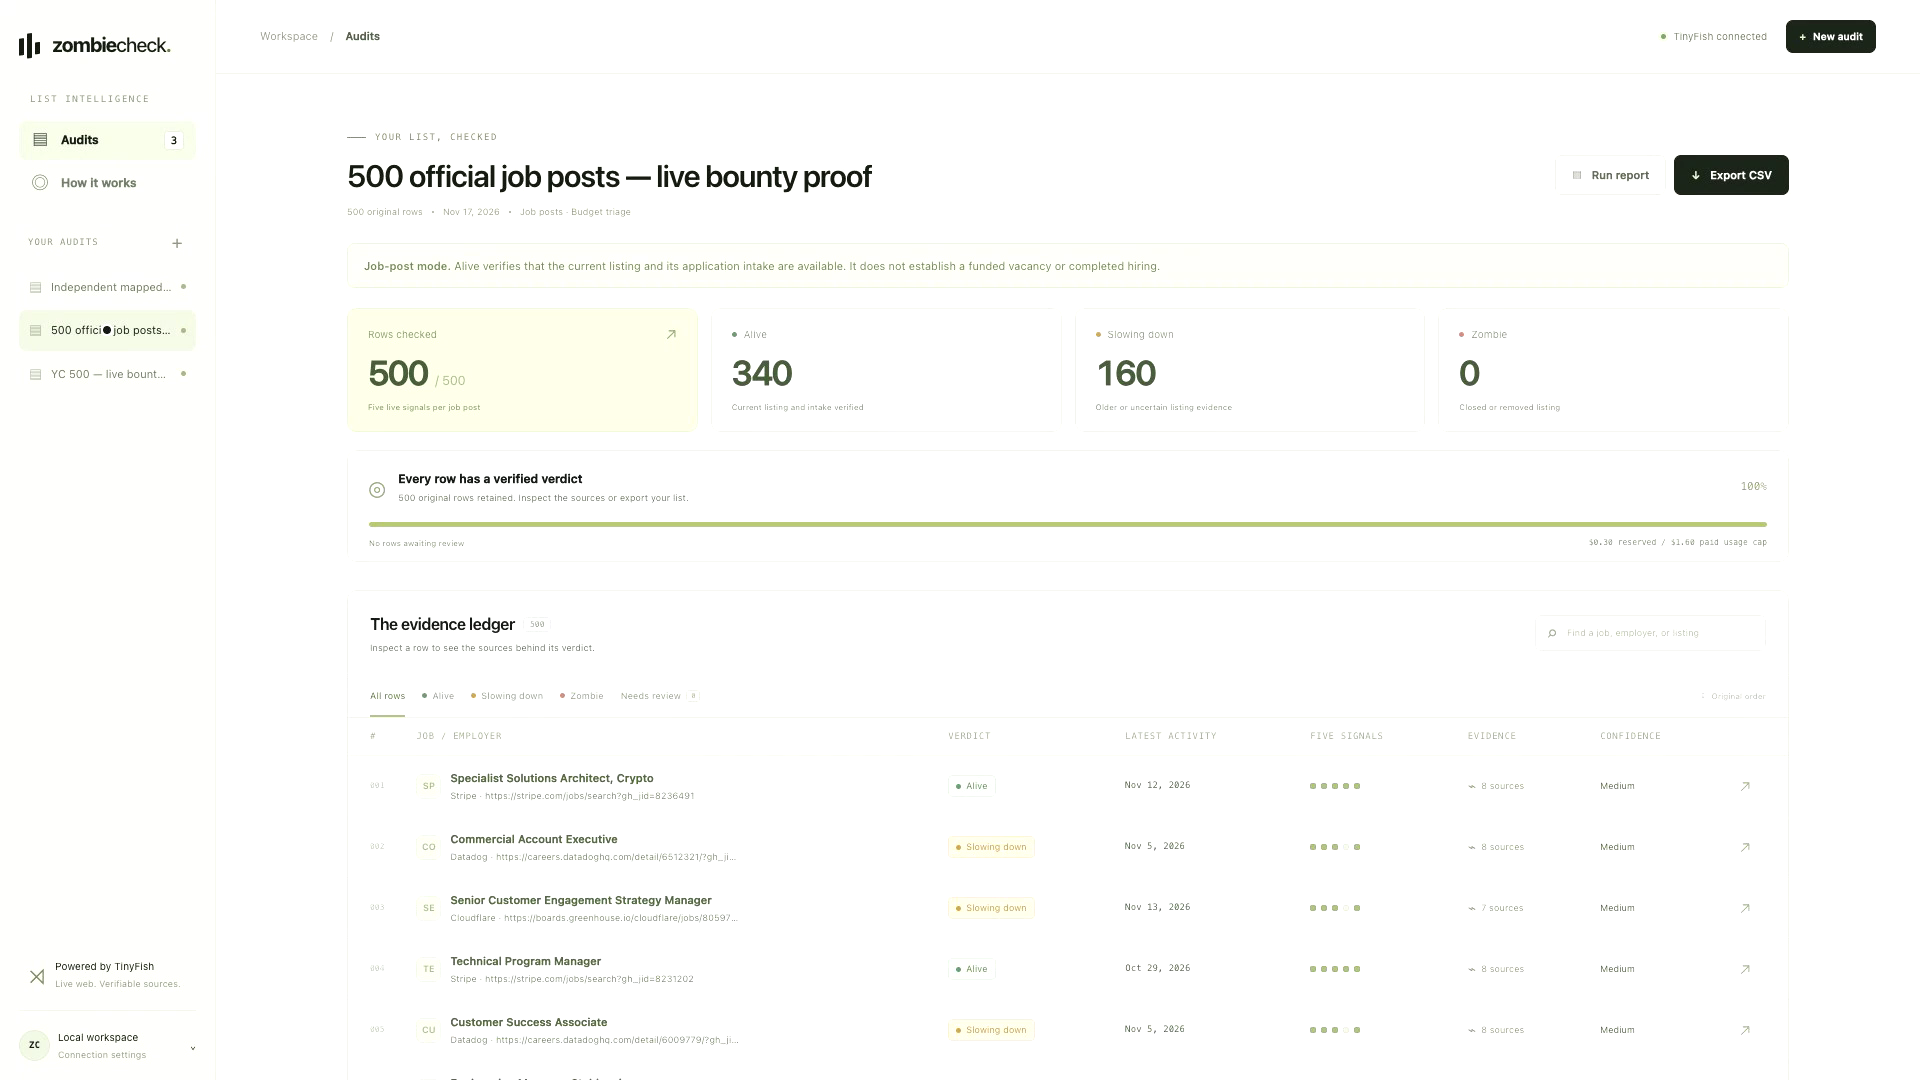 zombiecheck.
LIST INTELLIGENCE
Audits 3
How it works
YOUR AUDITS +
Independent mapped...
500 offici job posts...
YC 500 — live bount...
Powered by TinyFish
Live web. Verifiable sources.
ZC Local workspace
Connection settings
Workspace / Audits
TinyFish connected
+ New audit
YOUR LIST, CHECKED
500 official job posts — live bounty proof
500 original rows • Nov 17, 2026 • Job posts · Budget triage
Run report
Export CSV
Job-post mode. Alive verifies that the current listing and its application intake are available. It does not establish a funded vacancy or completed hiring.
Rows checked
500 / 500
Five live signals per job post
Alive
340
Current listing and intake verified
Slowing down
160
Older or uncertain listing evidence
Zombie
0
Closed or removed listing
Every row has a verified verdict
500 original rows retained. Inspect the sources or export your list.
100%
No rows awaiting review
$0.30 reserved / $1.60 paid usage cap
The evidence ledger 500
Inspect a row to see the sources behind its verdict.
Find a job, employer, or listing
All rows Alive Slowing down Zombie Needs review 0
Original order
# JOB / EMPLOYER VERDICT LATEST ACTIVITY FIVE SIGNALS EVIDENCE CONFIDENCE
001 SP Specialist Solutions Architect, Crypto Alive Nov 12, 2026 8 sources Medium
Stripe · https://stripe.com/jobs/search?gh_jid=8236491
002 CO Commercial Account Executive Slowing down Nov 5, 2026 8 sources Medium
Datadog · https://careers.datadoghq.com/detail/6512321/?gh_ji...
003 SE Senior Customer Engagement Strategy Manager Slowing down Nov 13, 2026 7 sources Medium
Cloudflare · https://boards.greenhouse.io/cloudflare/jobs/80597...
004 TE Technical Program Manager Alive Oct 29, 2026 8 sources Medium
Stripe · https://stripe.com/jobs/search?gh_jid=8231202
005 CU Customer Success Associate Slowing down Nov 5, 2026 8 sources Medium
Datadog · https://careers.datadoghq.com/detail/6009779/?gh_ji...